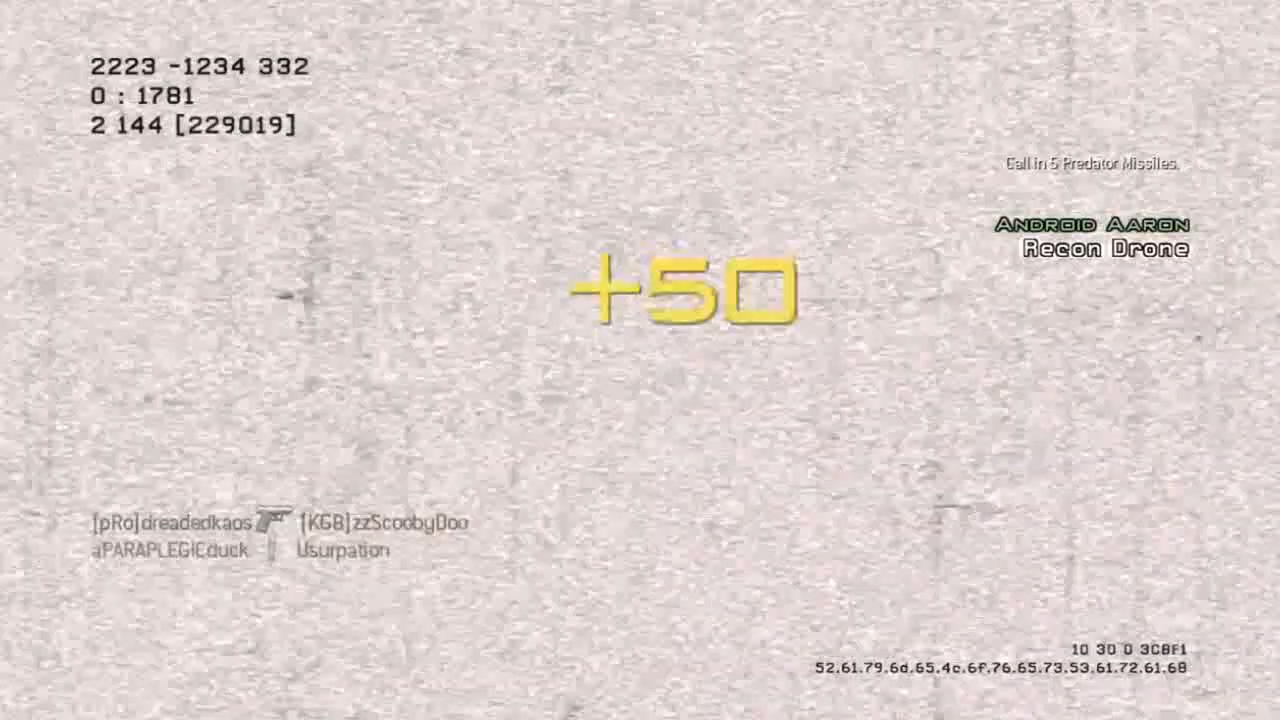 2223 -1234 332
0 : 1781
2 144 [229019]
Call in 5 Predator Missiles.
Android Aaron
Recon Drone
+50
[pRo]dreadedkaos [KGB]zzScoobyDoo
aPARAPLEGICduck Usurpation
10 30 0 3CBF1
52.61.79.6d.65.4c.6f.76.65.73.53.61.72.61.68